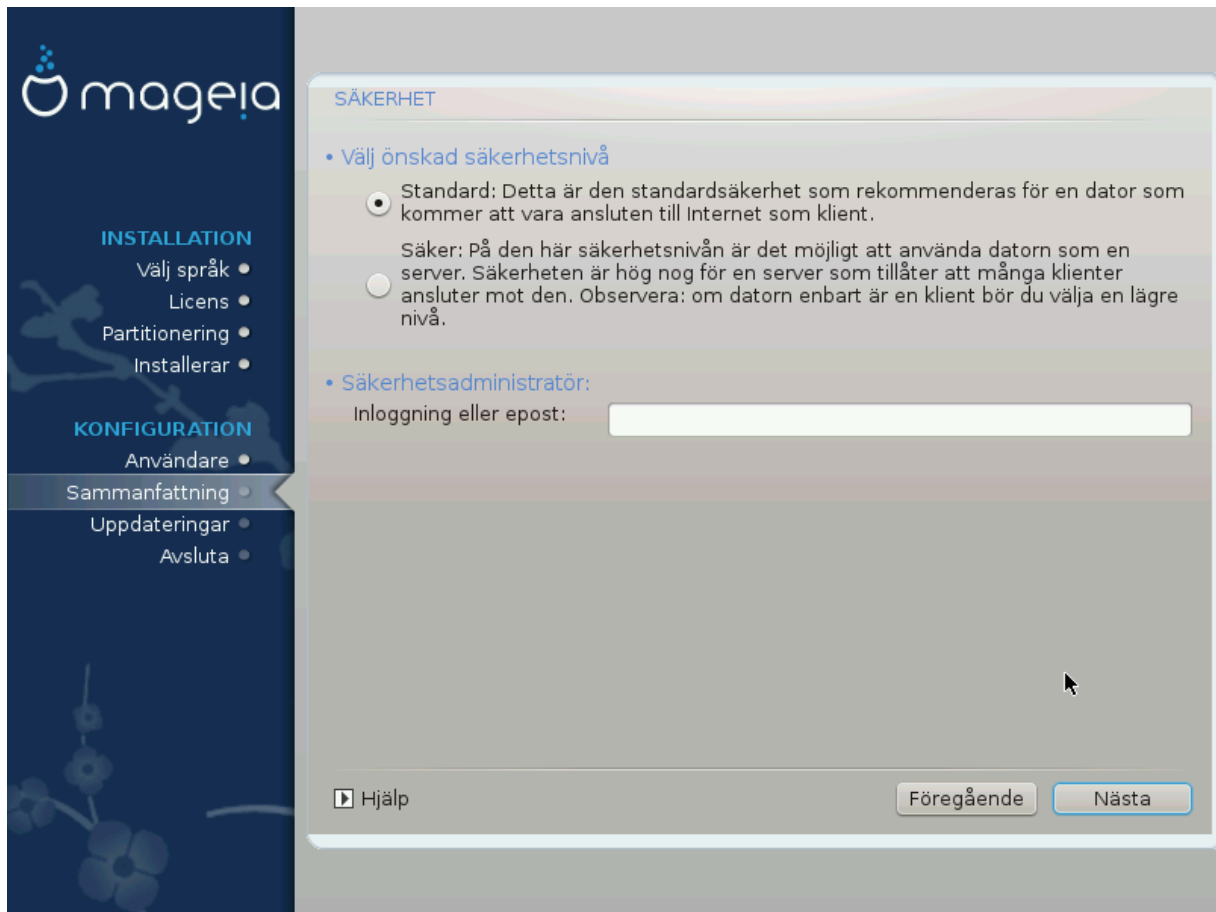 mageia
INSTALLATION
Välj språk
Licens
Partitionering
Installerar
KONFIGURATION
Användare
Sammanfattning
Uppdateringar
Avsluta
SÄKERHET
• Välj önskad säkerhetsnivå
Standard: Detta är den standardsäkerhet som rekommenderas för en dator som
kommer att vara ansluten till Internet som klient.
Säker: På den här säkerhetsnivån är det möjligt att använda datorn som en
server. Säkerheten är hög nog för en server som tillåter att många klienter
ansluter mot den. Observera: om datorn enbart är en klient bör du välja en lägre
nivå.
• Säkerhetsadministratör:
Inloggning eller epost:
Hjälp
Föregående
Nästa